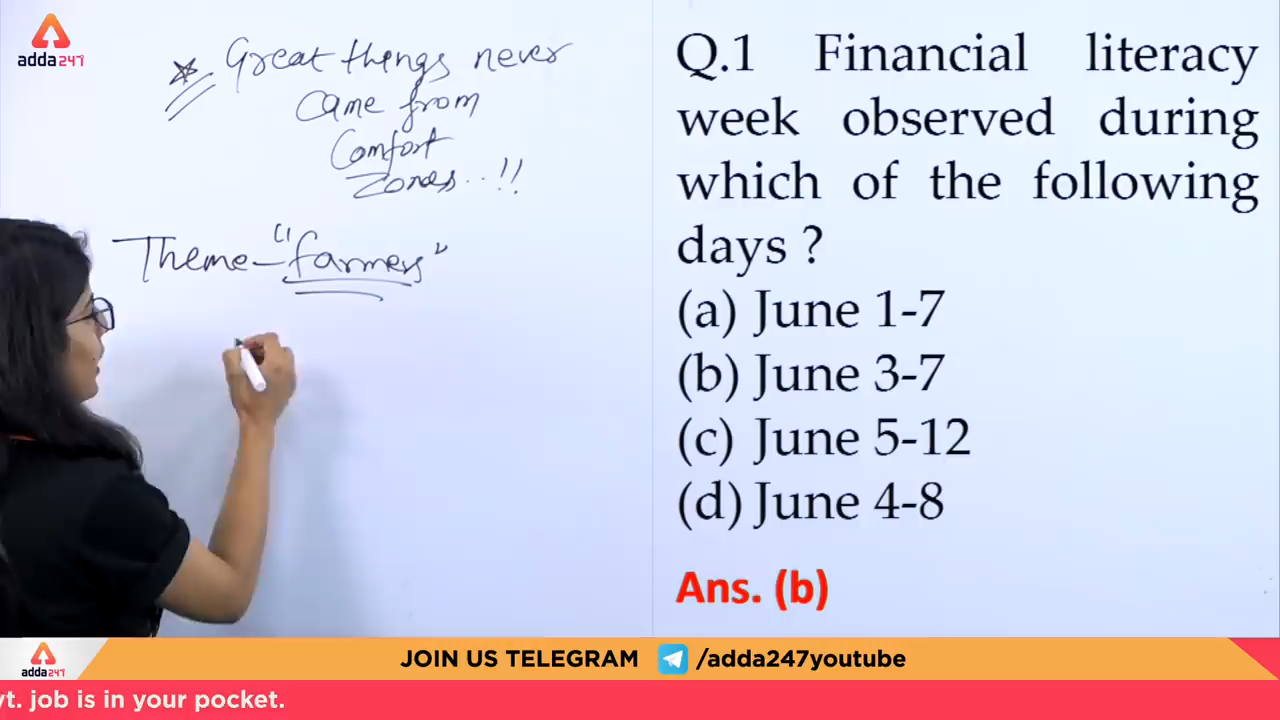 adda247
Great things never
Came from
Comfort
Zones..!!
Theme - "farmers"
Q.1 Financial literacy
week observed during
which of the following
days ?
(a) June 1-7
(b) June 3-7
(c) June 5-12
(d) June 4-8
Ans. (b)
adda247
JOIN US TELEGRAM /adda247youtube
vt. job is in your pocket.